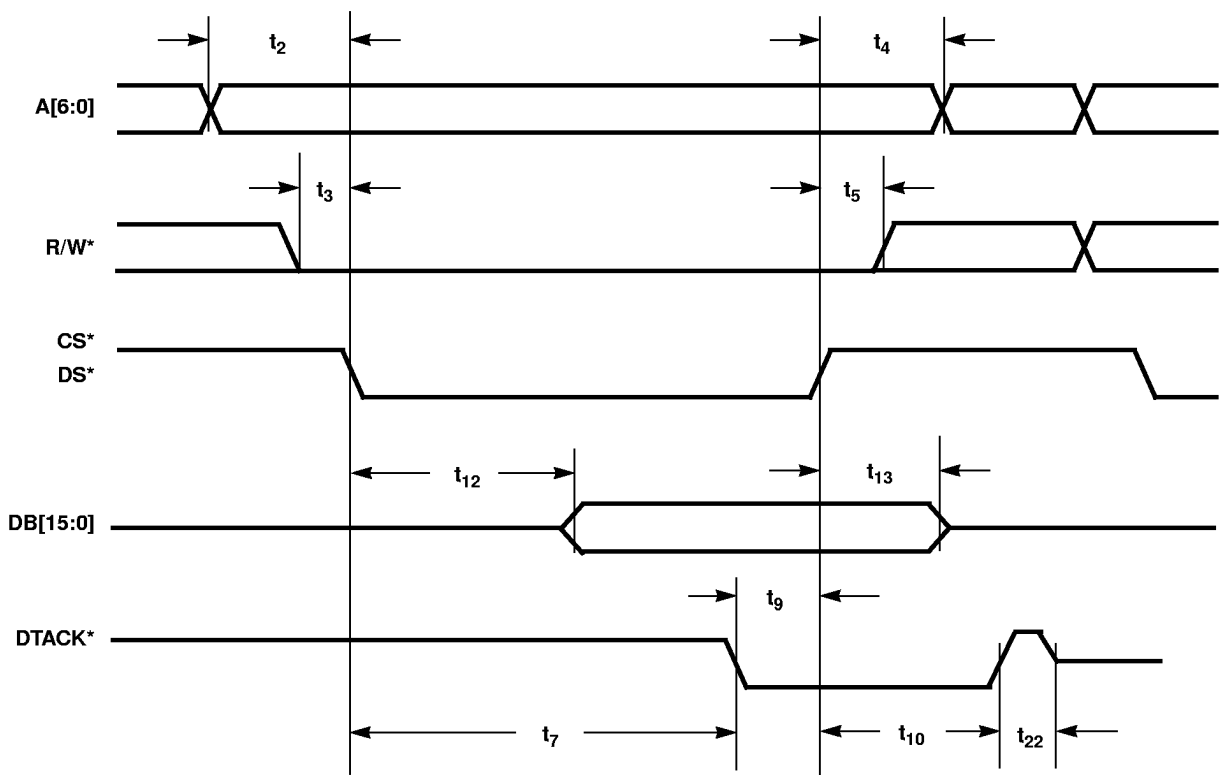 t2
t4
A[6:0]
t3
t5
R/W*
CS*
DS*
t12
t13
DB[15:0]
t9
DTACK*
t7
t10
t22